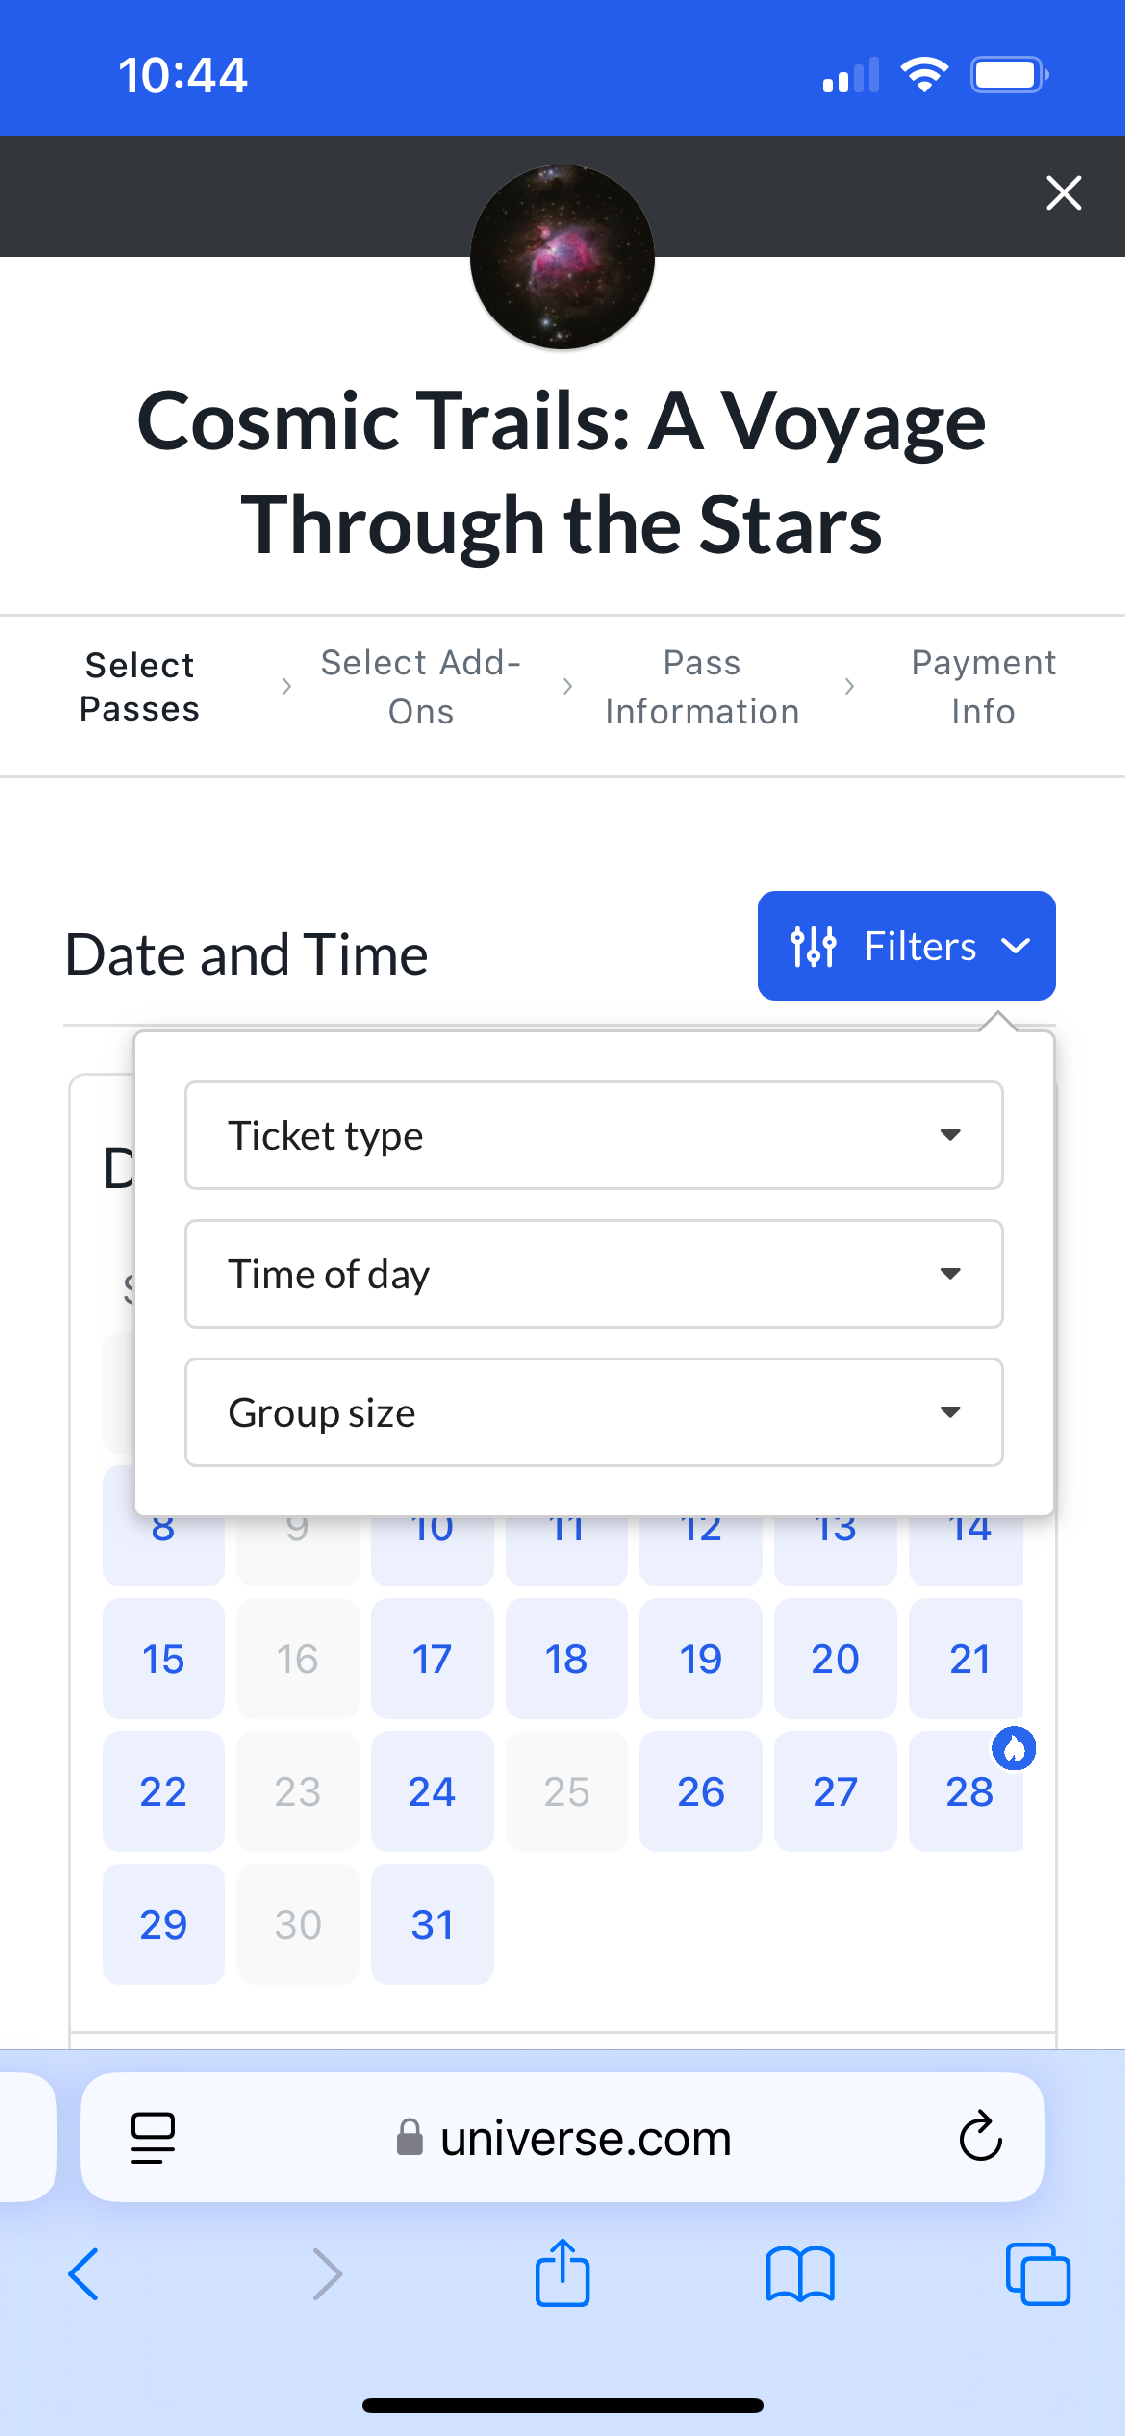 10:44
Cosmic Trails: A Voyage
Through the Stars
Select
Passes
Select Add-
Ons
Pass
Information
Payment
Info
Date and Time
Filters
Ticket type
Time of day
Group size
8 9 10 11 12 13 14
15 16 17 18 19 20 21
22 23 24 25 26 27 28
29 30 31
universe.com